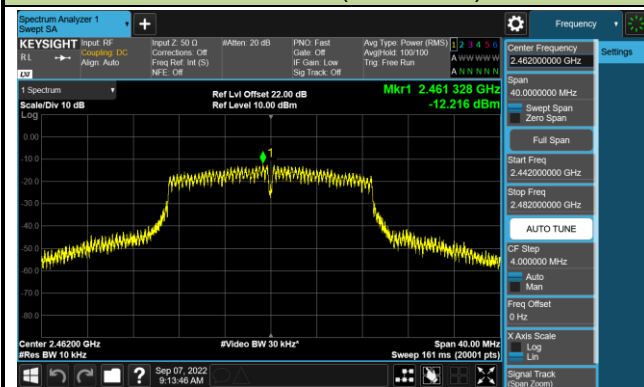 Spectrum Analyzer 1
Swept SA
Frequency
KEYSIGHT
RL
LXI
Input: RF
Coupling: DC
Align: Auto
Input Z: 50 Ω
Corrections: Off
Freq Ref: Int (S)
NFE: Off
#Atten: 20 dB
PNO: Fast
Gate: Off
IF Gain: Low
Sig Track: Off
Avg Type: Power (RMS)
Avg|Hold: 100/100
Trig: Free Run
1 2 3 4 5 6
A W W W W W
A N N N N N
Center Frequency
2.462000000 GHz
Settings
Span
40.0000000 MHz
Swept Span
Zero Span
Full Span
Start Freq
2.442000000 GHz
Stop Freq
2.482000000 GHz
AUTO TUNE
CF Step
4.000000 MHz
Auto
Man
Freq Offset
0 Hz
X Axis Scale
Log
Lin
Signal Track
(Span Zoom)
1 Spectrum
Scale/Div 10 dB
Log
Ref Lvl Offset 22.00 dB
Ref Level 10.00 dBm
Mkr1 2.461 328 GHz
-12.216 dBm
1
0.00
-10.0
-20.0
-30.0
-40.0
-50.0
-60.0
-70.0
-80.0
Center 2.46200 GHz
#Res BW 10 kHz
#Video BW 30 kHz*
Span 40.00 MHz
Sweep 161 ms (20001 pts)
?
Sep 07, 2022
9:13:46 AM